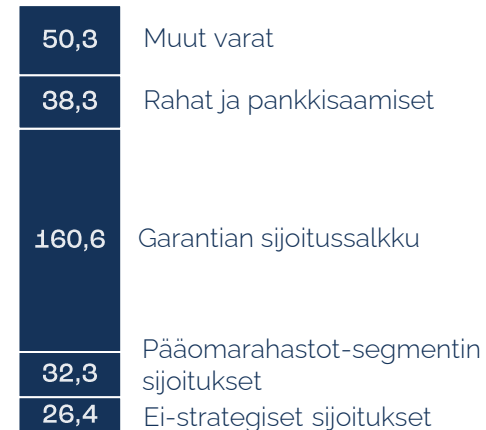 50,3 Muut varat
38,3 Rahat ja pankkisaamiset
160,6 Garantian sijoitussalkku
Pääomarahastot-segmentin
32,3 sijoitukset
26,4 Ei-strategiset sijoitukset